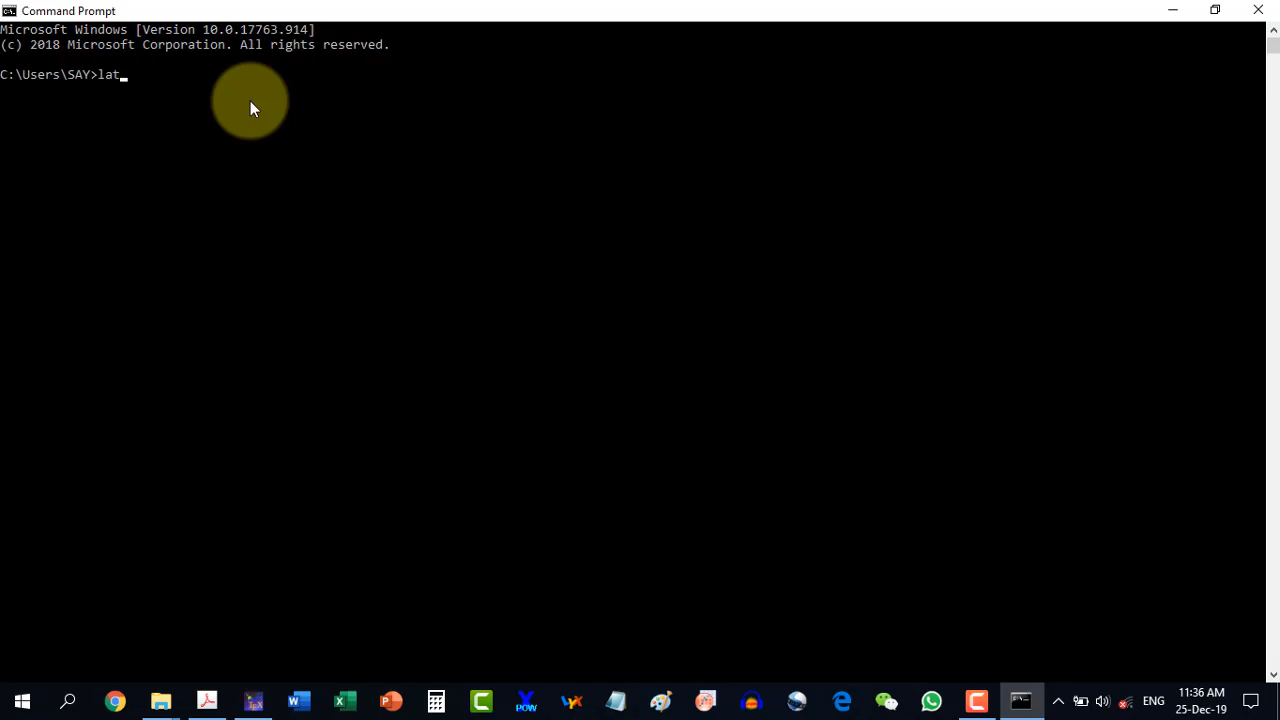 Command Prompt
Microsoft Windows [Version 10.0.17763.914]
(c) 2018 Microsoft Corporation. All rights reserved.
C:\Users\SAY>lat
ENG
11:36 AM
25-Dec-19